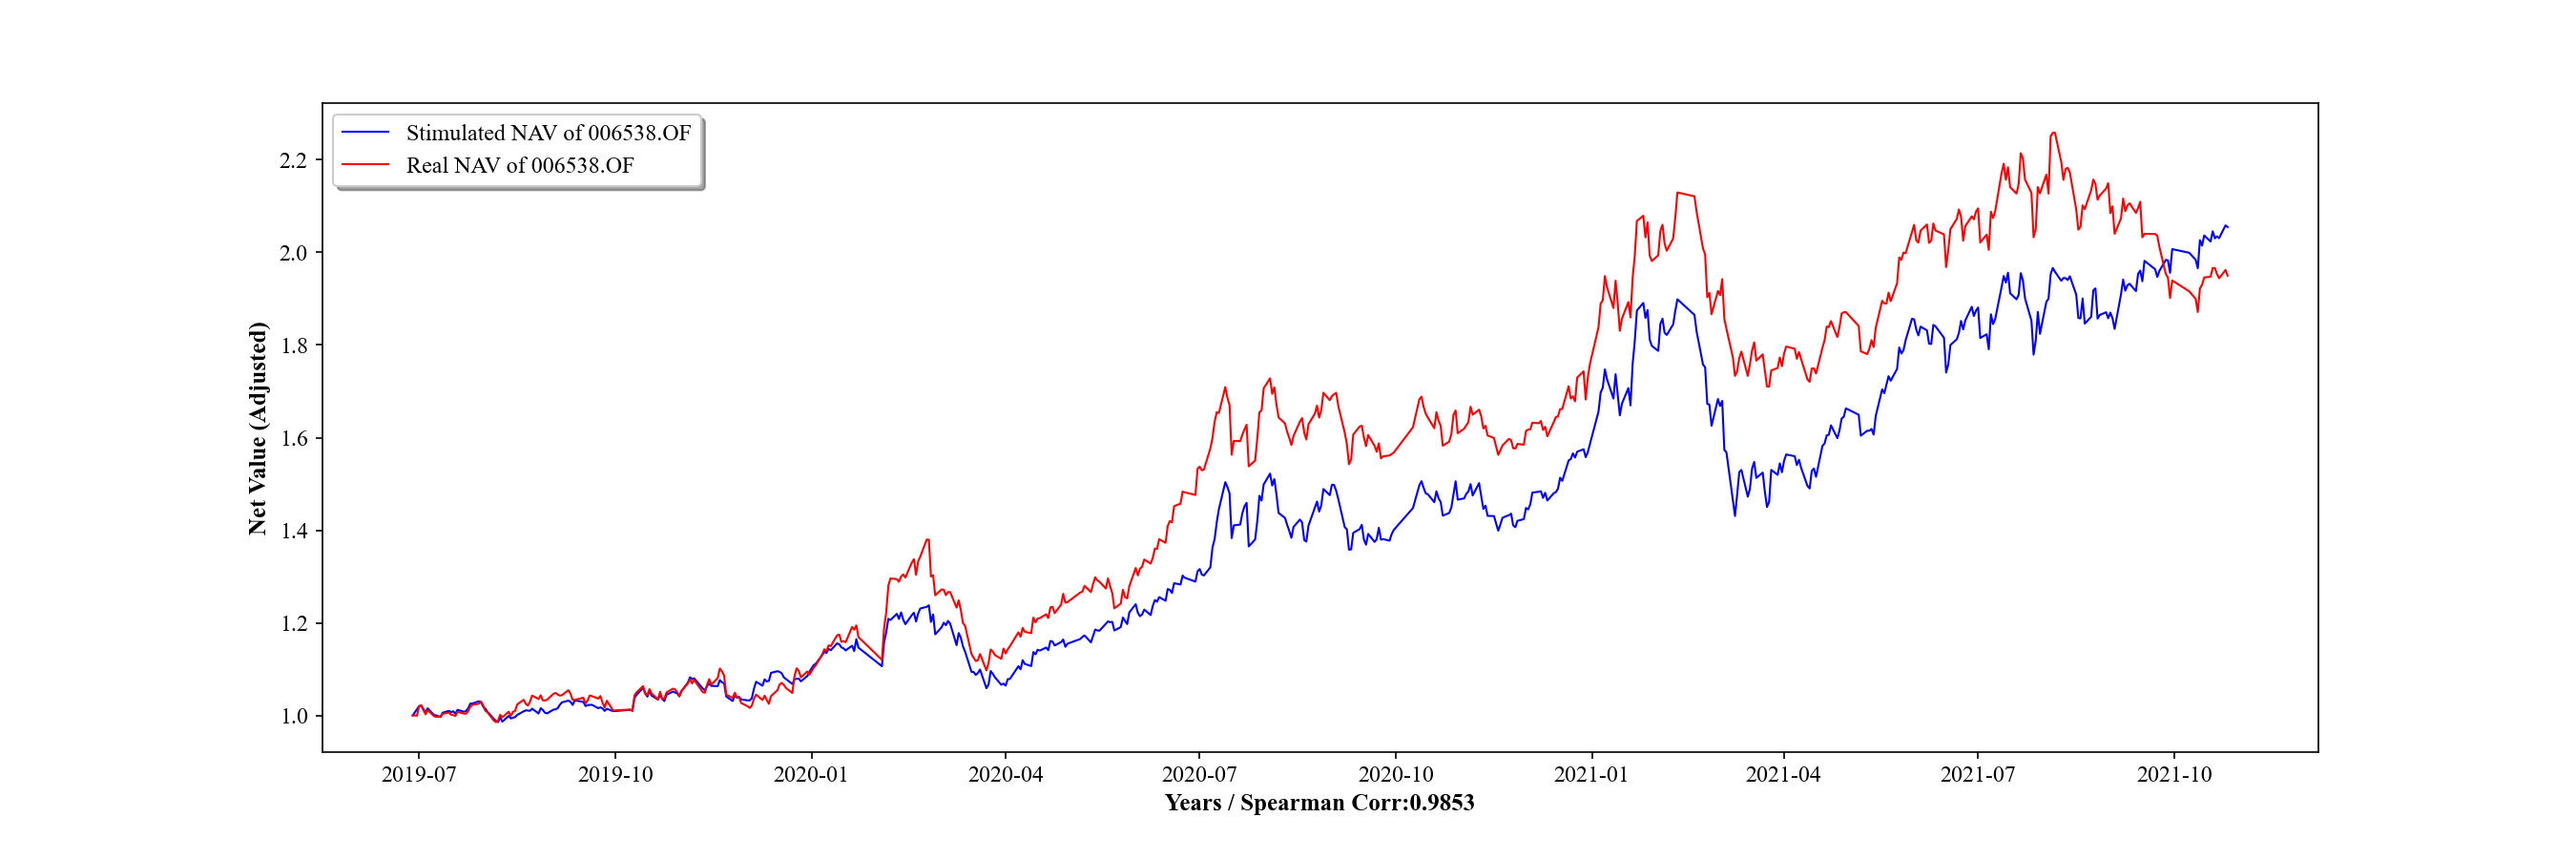 Stimulated NAV of 006538.OF
Real NAV of 006538.OF
2.2
2.0
1.8
1.6
1.4
1.2
1.0
Net Value (Adjusted)
2019-07 2019-10 2020-01 2020-04 2020-07 2020-10 2021-01 2021-04 2021-07 2021-10
Years / Spearman Corr:0.9853